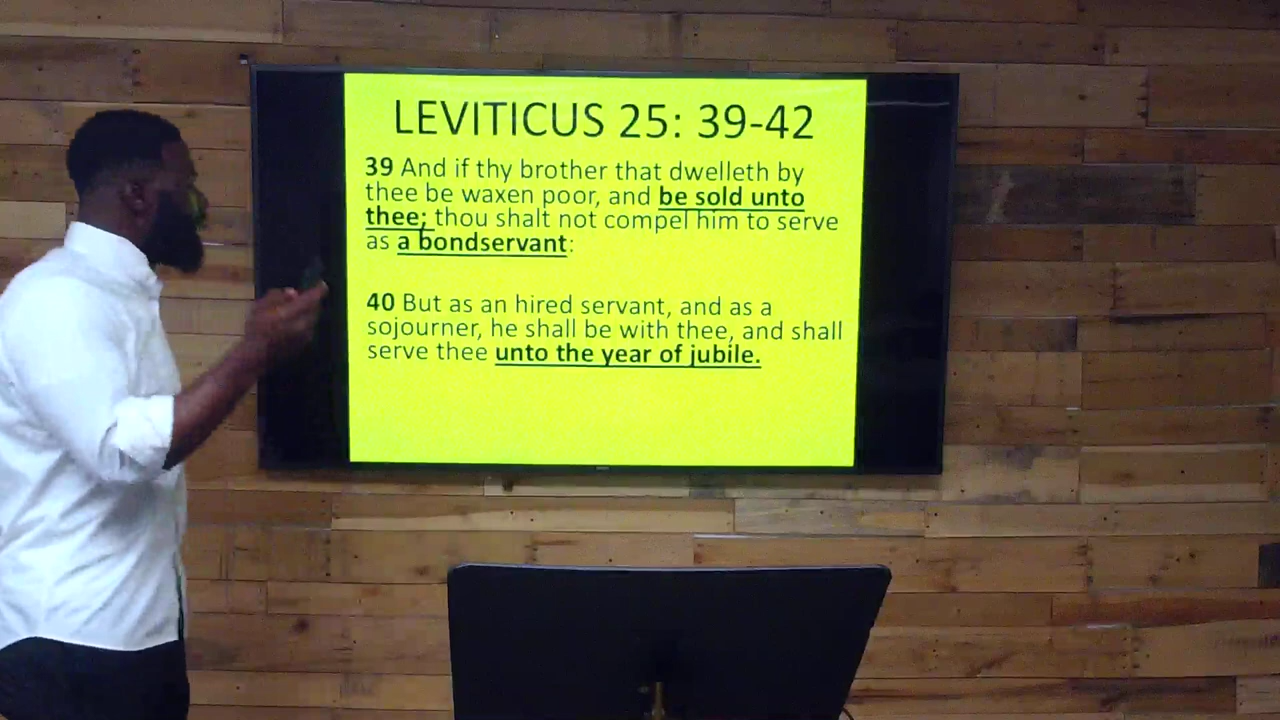 LEVITICUS 25: 39-42
39 And if thy brother that dwelleth by
thee be waxen poor, and be sold unto
thee; thou shalt not compel him to serve
as a bondservant:
40 But as an hired servant, and as a
sojourner, he shall be with thee, and shall
serve thee unto the year of jubile.